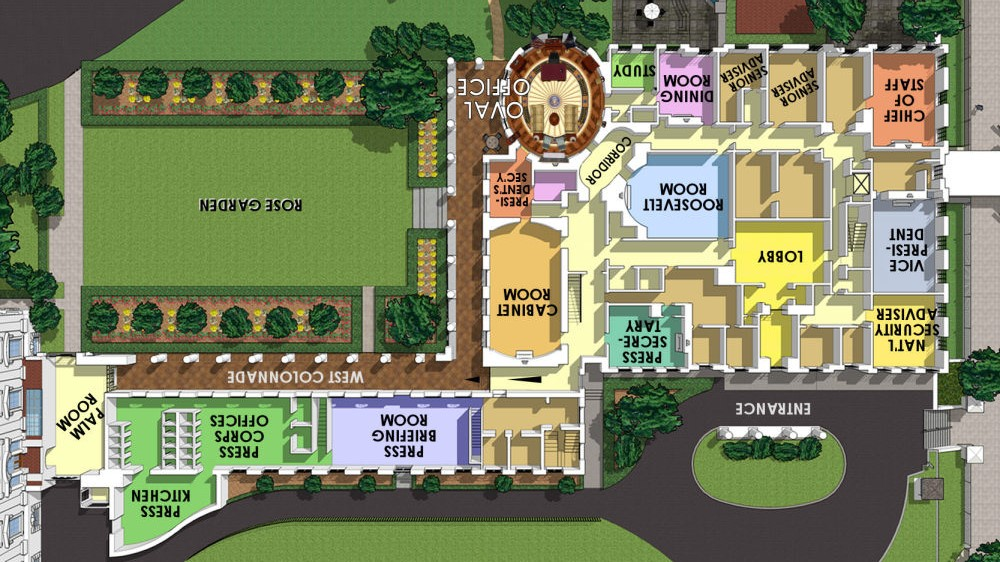 ENTRANCE
PRESS
BRIEFING
ROOM
PRESS
CORPS
OFFICES
PRESS
KITCHEN
PALM
ROOM
WEST COLONNADE
NAT'L
SECURITY
ADVISER
PRESS
SECRE-
TARY
CABINET
ROOM
VICE
PRESI-
DENT
LOBBY
ROSE GARDEN
ROOSEVELT
ROOM
PRESI-
DENT'S
SEC'Y
CORRIDOR
CHIEF
OF
STAFF
SENIOR
ADVISER
SENIOR
ADVISER
DINING
ROOM
STUDY
OVAL
OFFICE